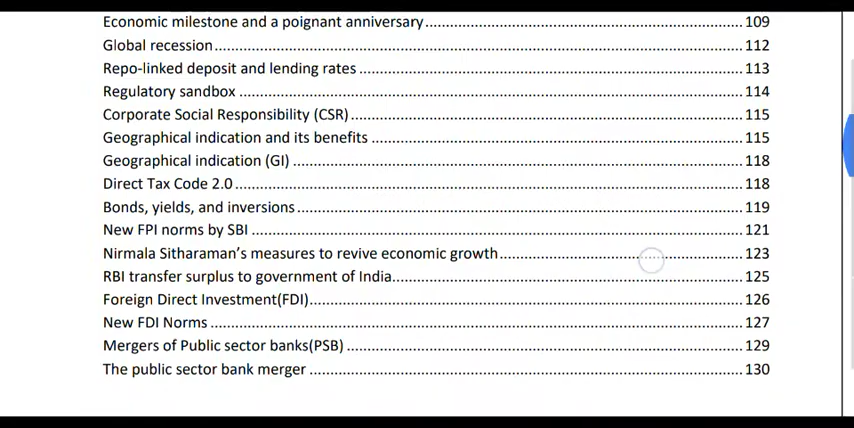 Economic milestone and a poignant anniversary........................................109
Global recession........................................112
Repo-linked deposit and lending rates........................................113
Regulatory sandbox........................................114
Corporate Social Responsibility (CSR)........................................115
Geographical indication and its benefits........................................115
Geographical indication (GI)........................................118
Direct Tax Code 2.0........................................118
Bonds, yields, and inversions........................................119
New FPI norms by SBI........................................121
Nirmala Sitharaman’s measures to revive economic growth........................................123
RBI transfer surplus to government of India........................................125
Foreign Direct Investment(FDI)........................................126
New FDI Norms........................................127
Mergers of Public sector banks(PSB)........................................129
The public sector bank merger........................................130